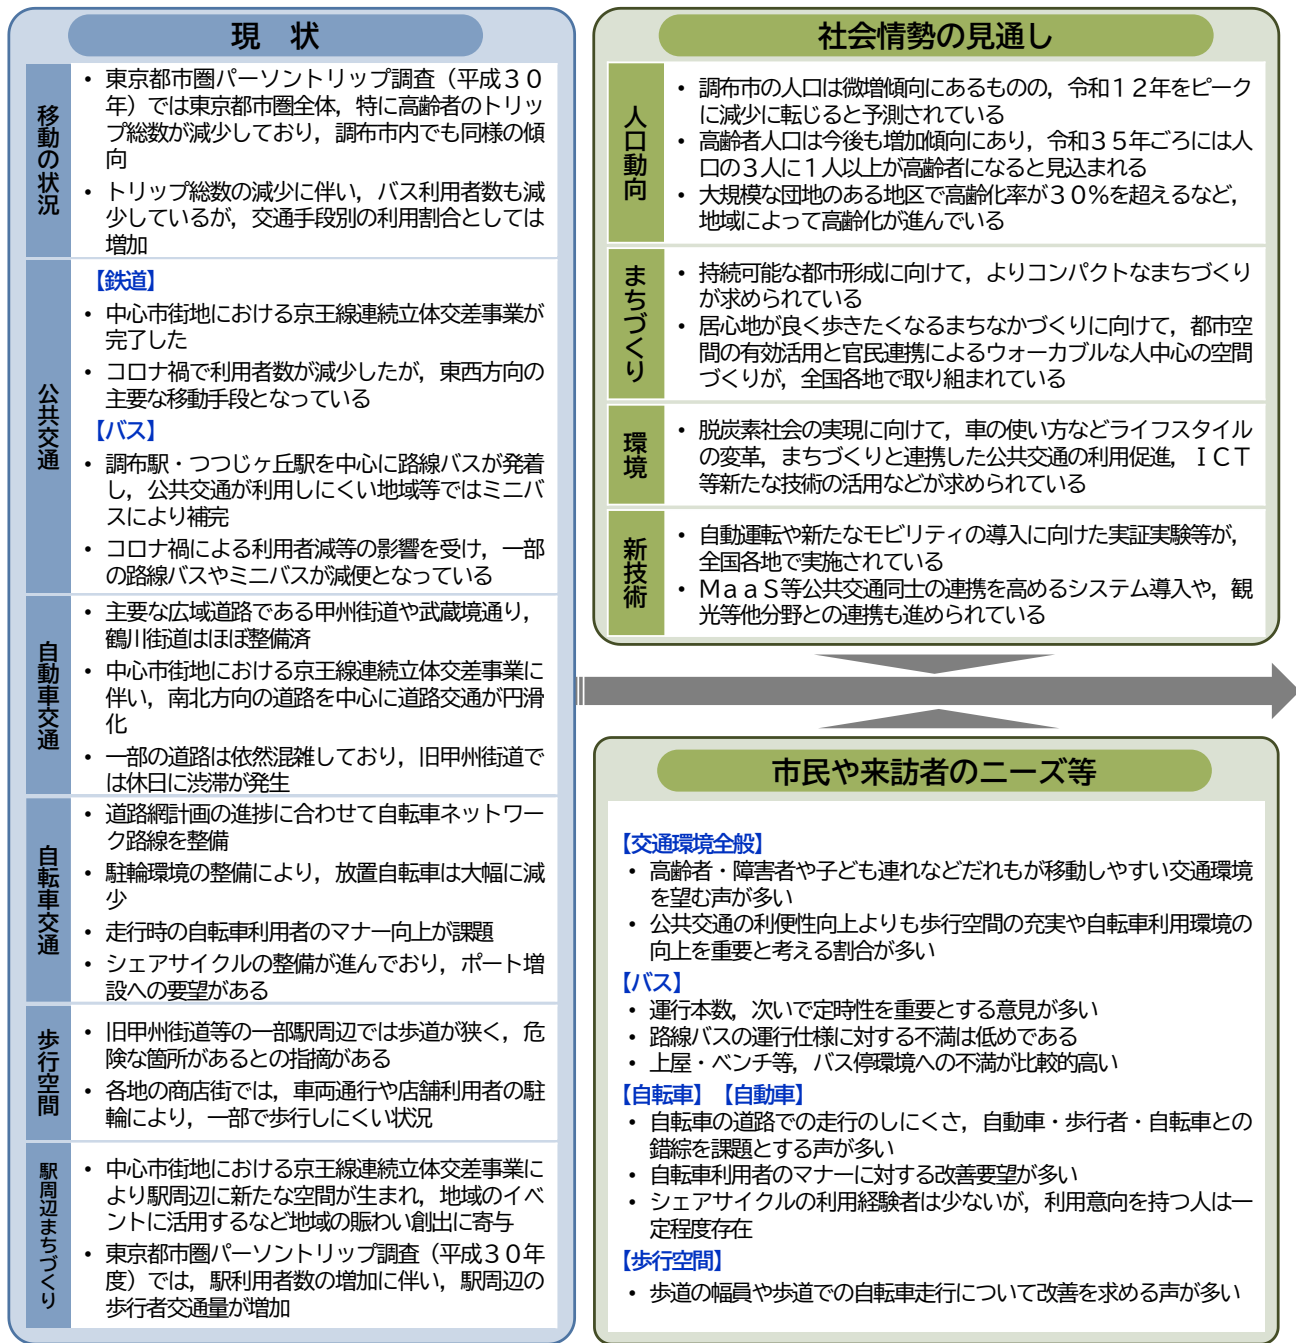 現　状
移動の状況
• 東京都市圏パーソントリップ調査（平成３０
年）では東京都市圏全体，特に高齢者のトリッ
プ総数が減少しており，調布市内でも同様の傾
向
• トリップ総数の減少に伴い，バス利用者数も減
少しているが，交通手段別の利用割合としては
増加
公共交通
【鉄道】
• 中心市街地における京王線連続立体交差事業が
完了した
• コロナ禍で利用者数が減少したが，東西方向の
主要な移動手段となっている
【バス】
• 調布駅・つつじヶ丘駅を中心に路線バスが発着
し，公共交通が利用しにくい地域等ではミニバ
スにより補完
• コロナ禍による利用者減等の影響を受け，一部
の路線バスやミニバスが減便となっている
自動車交通
• 主要な広域道路である甲州街道や武蔵境通り，
鶴川街道はほぼ整備済
• 中心市街地における京王線連続立体交差事業に
伴い，南北方向の道路を中心に道路交通が円滑
化
• 一部の道路は依然混雑しており，旧甲州街道で
は休日に渋滞が発生
自転車交通
• 道路網計画の進捗に合わせて自転車ネットワー
ク路線を整備
• 駐輪環境の整備により，放置自転車は大幅に減
少
• 走行時の自転車利用者のマナー向上が課題
• シェアサイクルの整備が進んでおり，ポート増
設への要望がある
歩行空間
• 旧甲州街道等の一部駅周辺では歩道が狭く，危
険な箇所があるとの指摘がある
• 各地の商店街では，車両通行や店舗利用者の駐
輪により，一部で歩行しにくい状況
駅周辺まちづくり
• 中心市街地における京王線連続立体交差事業に
より駅周辺に新たな空間が生まれ，地域のイベ
ントに活用するなど地域の賑わい創出に寄与
• 東京都市圏パーソントリップ調査（平成３０年
度）では，駅利用者数の増加に伴い，駅周辺の
歩行者交通量が増加
社会情勢の見通し
人口動向
• 調布市の人口は微増傾向にあるものの，令和１２年をピーク
に減少に転じると予測されている
• 高齢者人口は今後も増加傾向にあり，令和３５年ごろには人
口の３人に１人以上が高齢者になると見込まれる
• 大規模な団地のある地区で高齢化率が３０％を超えるなど，
地域によって高齢化が進んでいる
まちづくり
• 持続可能な都市形成に向けて，よりコンパクトなまちづくり
が求められている
• 居心地が良く歩きたくなるまちなかづくりに向けて，都市空
間の有効活用と官民連携によるウォーカブルな人中心の空間
づくりが，全国各地で取り組まれている
環境
• 脱炭素社会の実現に向けて，車の使い方などライフスタイル
の変革，まちづくりと連携した公共交通の利用促進，ＩＣＴ
等新たな技術の活用などが求められている
新技術
• 自動運転や新たなモビリティの導入に向けた実証実験等が，
全国各地で実施されている
• ＭａａＳ等公共交通同士の連携を高めるシステム導入や，観
光等他分野との連携も進められている
市民や来訪者のニーズ等
【交通環境全般】
• 高齢者・障害者や子ども連れなどだれもが移動しやすい交通環境
を望む声が多い
• 公共交通の利便性向上よりも歩行空間の充実や自転車利用環境の
向上を重要と考える割合が多い
【バス】
• 運行本数，次いで定時性を重要とする意見が多い
• 路線バスの運行仕様に対する不満は低めである
• 上屋・ベンチ等，バス停環境への不満が比較的高い
【自転車】【自動車】
• 自転車の道路での走行のしにくさ，自動車・歩行者・自転車との
錯綜を課題とする声が多い
• 自転車利用者のマナーに対する改善要望が多い
• シェアサイクルの利用経験者は少ないが，利用意向を持つ人は一
定程度存在
【歩行空間】
• 歩道の幅員や歩道での自転車走行について改善を求める声が多い